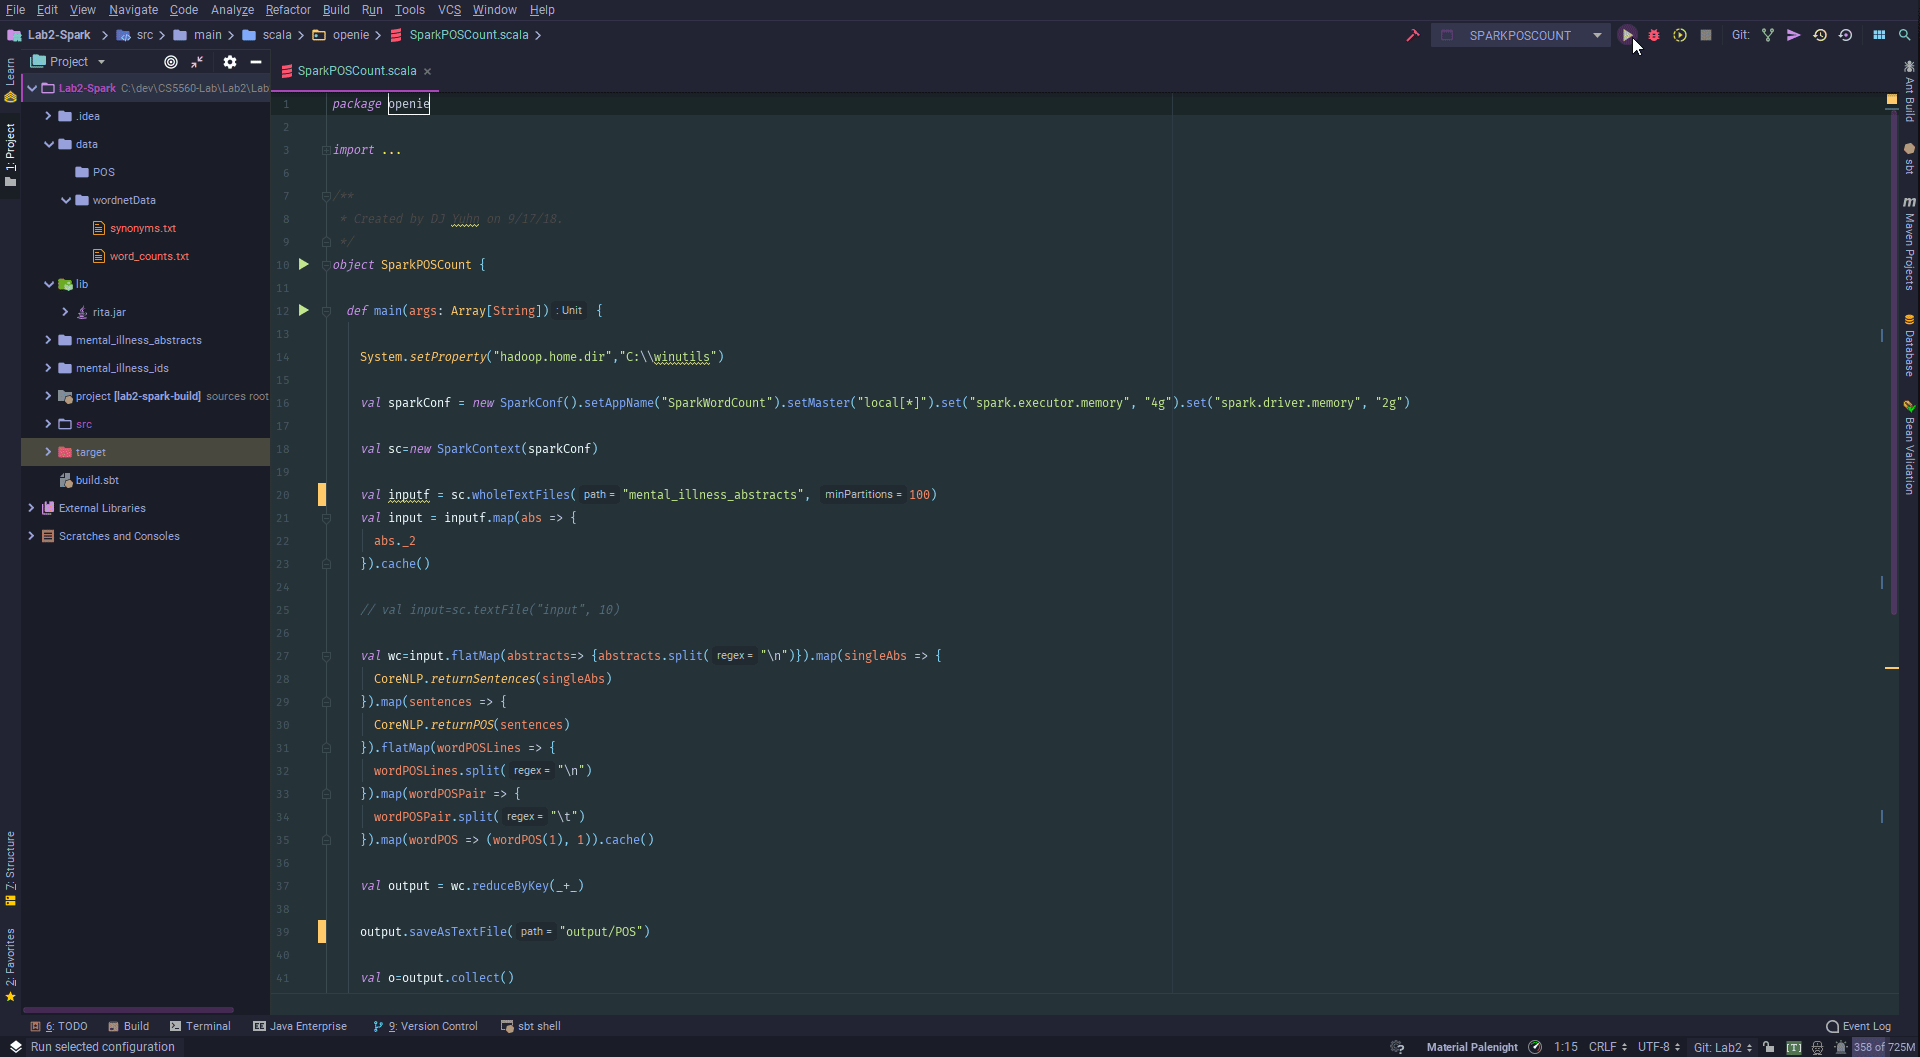 File Edit View Navigate Code Analyze Refactor Build Run Tools VCS Window Help
Lab2-Spark src main scala openie SparkPOSCount.scala SPARKPOSCOUNT Git:
Project SparkPOSCount.scala
Learn
1: Project
7: Structure
2: Favorites
Lab2-Spark C:\dev\CS5560-Lab\Lab2\Lab
.idea
data
POS
wordnetData
synonyms.txt
word_counts.txt
lib
rita.jar
mental_illness_abstracts
mental_illness_ids
project [lab2-spark-build] sources root
src
target
build.sbt
External Libraries
Scratches and Consoles
1 package openie
2
3 import ...
6
7 /**
8 * Created by DJ Yuhn on 9/17/18.
9 */
10 object SparkPOSCount {
11
12 def main(args: Array[String]) : Unit {
13
14 System.setProperty("hadoop.home.dir","C:\\winutils")
15
16 val sparkConf = new SparkConf().setAppName("SparkWordCount").setMaster("local[*]").set("spark.executor.memory", "4g").set("spark.driver.memory", "2g")
17
18 val sc=new SparkContext(sparkConf)
19
20 val inputf = sc.wholeTextFiles( path = "mental_illness_abstracts", minPartitions = 100)
21 val input = inputf.map(abs => {
22 abs._2
23 }).cache()
24
25 // val input=sc.textFile("input", 10)
26
27 val wc=input.flatMap(abstracts=> {abstracts.split( regex = "\n")}).map(singleAbs => {
28 CoreNLP.returnSentences(singleAbs)
29 }).map(sentences => {
30 CoreNLP.returnPOS(sentences)
31 }).flatMap(wordPOSLines => {
32 wordPOSLines.split( regex = "\n")
33 }).map(wordPOSPair => {
34 wordPOSPair.split( regex = "\t")
35 }).map(wordPOS => (wordPOS(1), 1)).cache()
36
37 val output = wc.reduceByKey(_+_)
38
39 output.saveAsTextFile( path = "output/POS")
40
41 val o=output.collect()
Ant Build
sbt
m Maven Projects
Database
Bean Validation
6: TODO Build Terminal Java Enterprise 9: Version Control sbt shell Event Log
Run selected configuration Material Palenight 1:15 CRLF UTF-8 Git: Lab2 [T] 358 of 725M